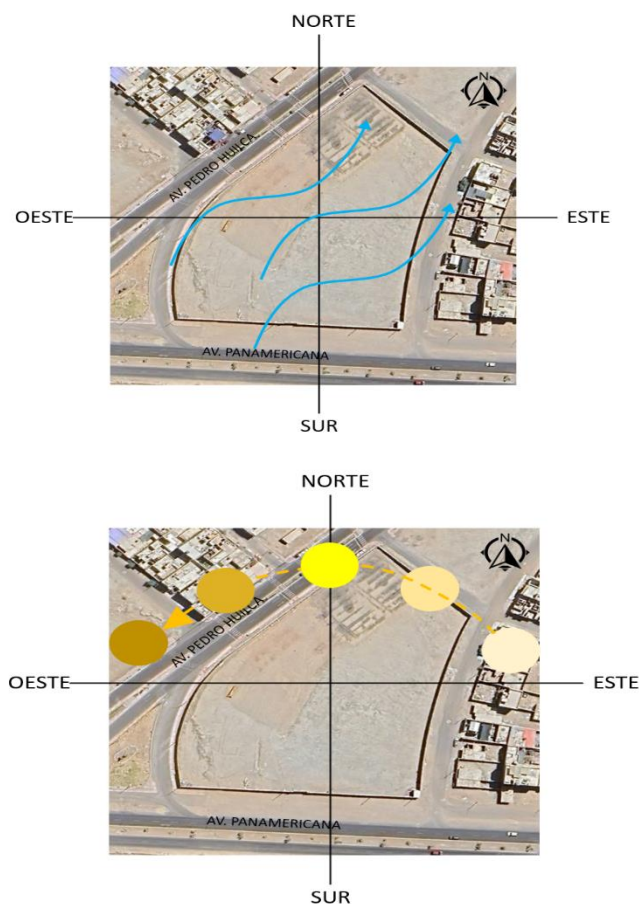 NORTE
N
AV. PEDRO HUILCA.
OESTE
ESTE
AV. PANAMERICANA
SUR
NORTE
N
AV. PEDRO HUILCA.
OESTE
ESTE
AV. PANAMERICANA
SUR